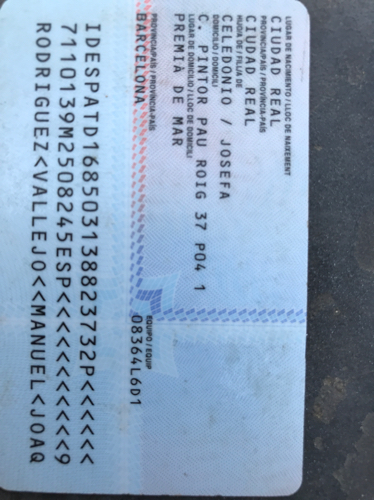 LUGAR DE NACIMIENTO / LLOC DE NAIXEMENT
CIUDAD REAL
PROVINCIA/PAÍS / PROVÍNCIA-PAÍS
CIUDAD REAL
HIJO/A DE / FILL/A DE
CELEDONIO / JOSEFA
DOMICILIO / DOMICILI
C. PINTOR PAU ROIG 37 P04 1
LUGAR DE DOMICILIO / LLOC DE DOMICILI
PREMIÀ DE MAR
PROVINCIA/PAÍS / PROVÍNCIA-PAÍS
BARCELONA
EQUIPO / EQUIP
08364L6D1
IDESPATD168503138823732P<<<<<<
7110139M2508245ESP<<<<<<<<<<<9
RODRIGUEZ<VALLEJO<<MANUEL<JOAQ